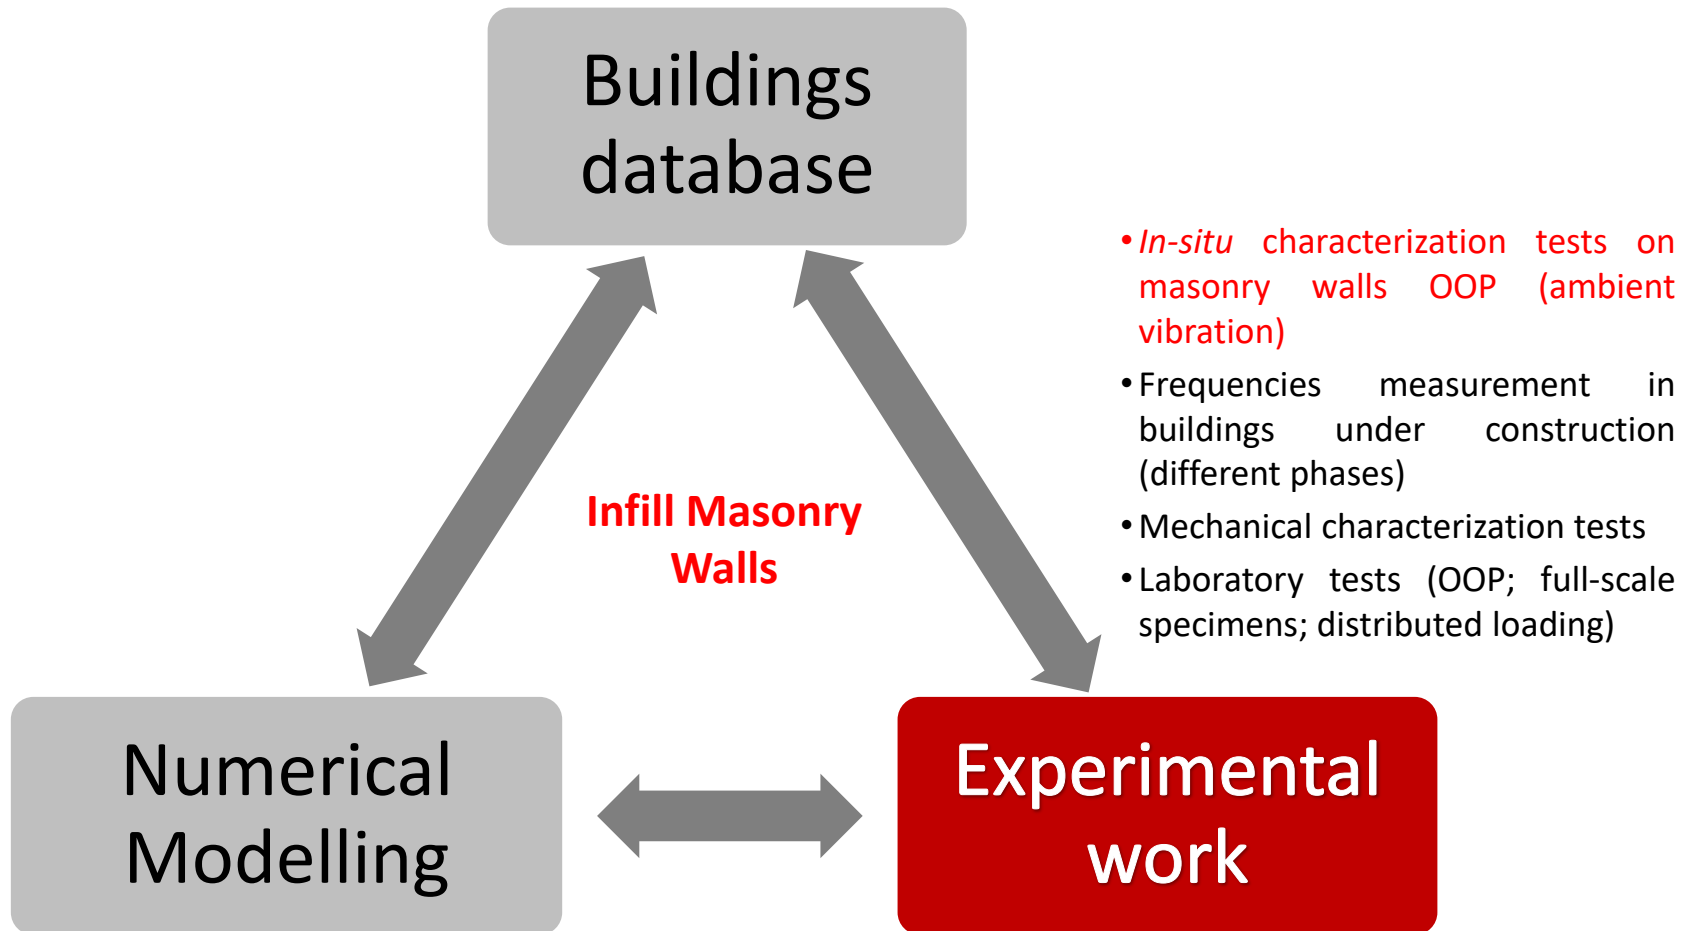 Buildings
database
• In-situ characterization tests on
masonry walls OOP (ambient
vibration)
• Frequencies measurement in
buildings under construction
(different phases)
• Mechanical characterization tests
• Laboratory tests (OOP; full-scale
specimens; distributed loading)
Infill Masonry
Walls
Numerical
Modelling
Experimental
work